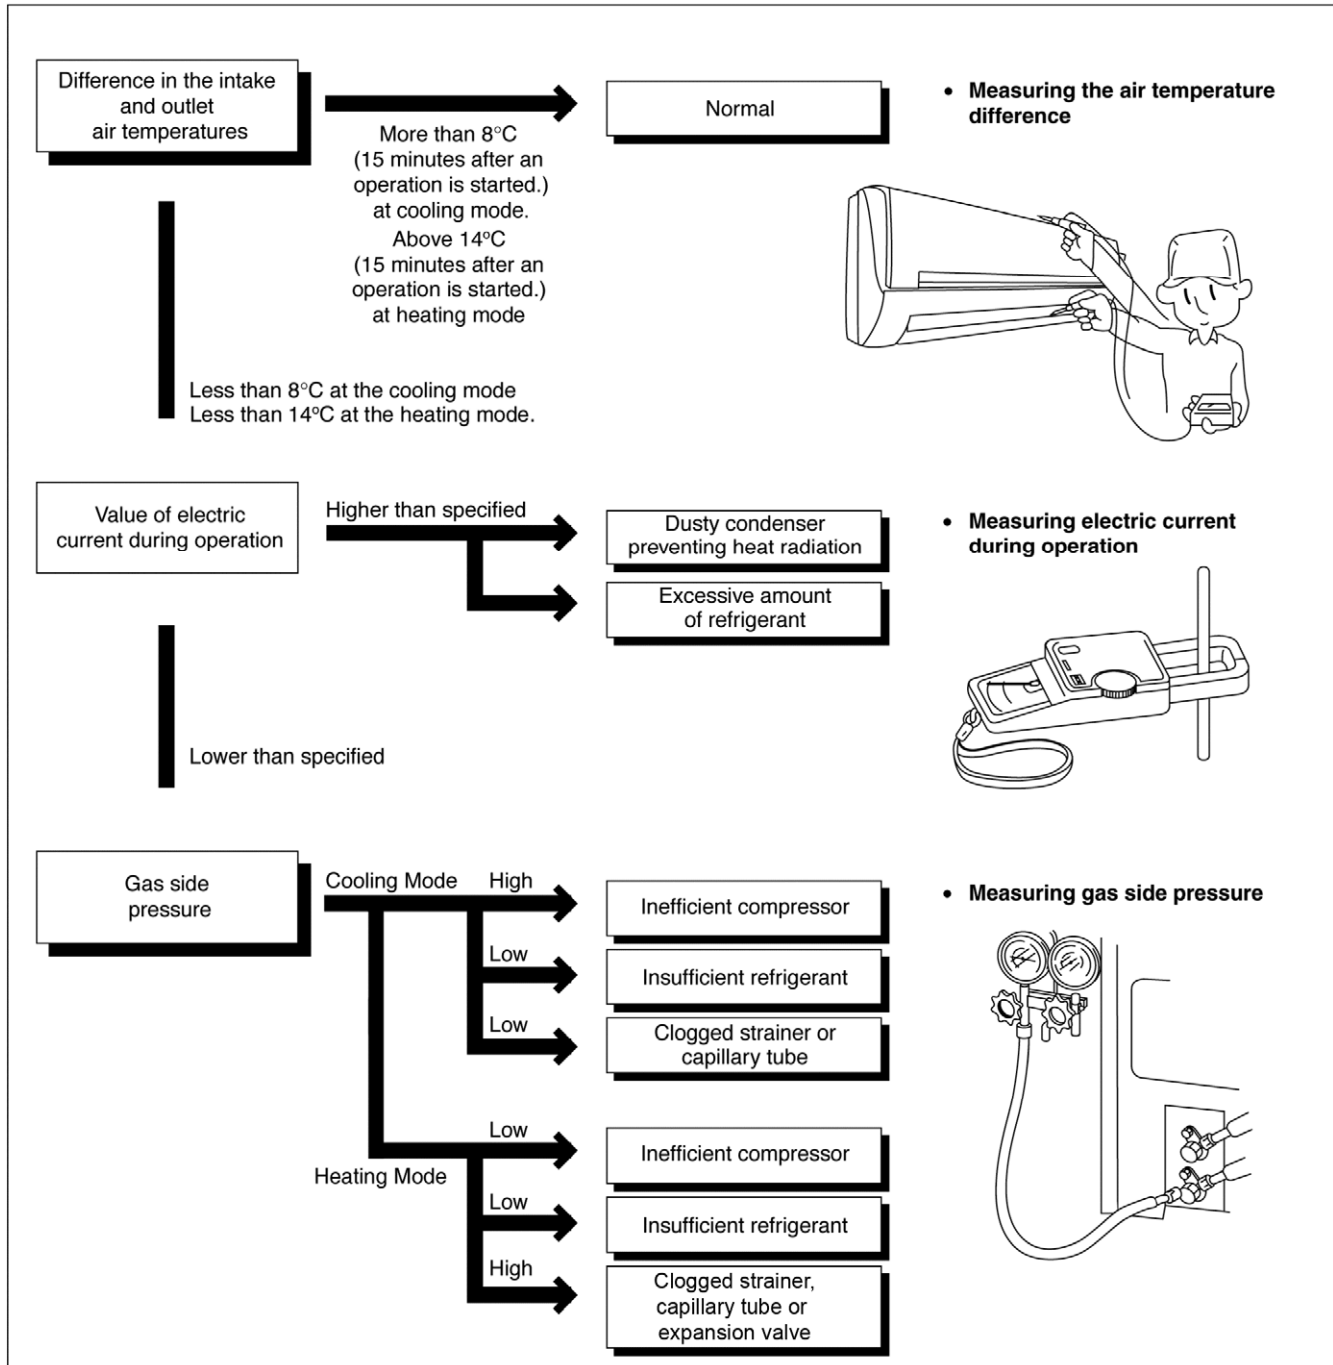 Difference in the intake
and outlet
air temperatures
More than 8°C
(15 minutes after an
operation is started.)
at cooling mode.
Above 14°C
(15 minutes after an
operation is started.)
at heating mode
Normal
• Measuring the air temperature
difference
Less than 8°C at the cooling mode
Less than 14°C at the heating mode.
Value of electric
current during operation
Higher than specified
Dusty condenser
preventing heat radiation
Excessive amount
of refrigerant
• Measuring electric current
during operation
Lower than specified
Gas side
pressure
Cooling Mode
High
Inefficient compressor
Low
Insufficient refrigerant
Low
Clogged strainer or
capillary tube
• Measuring gas side pressure
Heating Mode
Low
Inefficient compressor
Low
Insufficient refrigerant
High
Clogged strainer,
capillary tube or
expansion valve